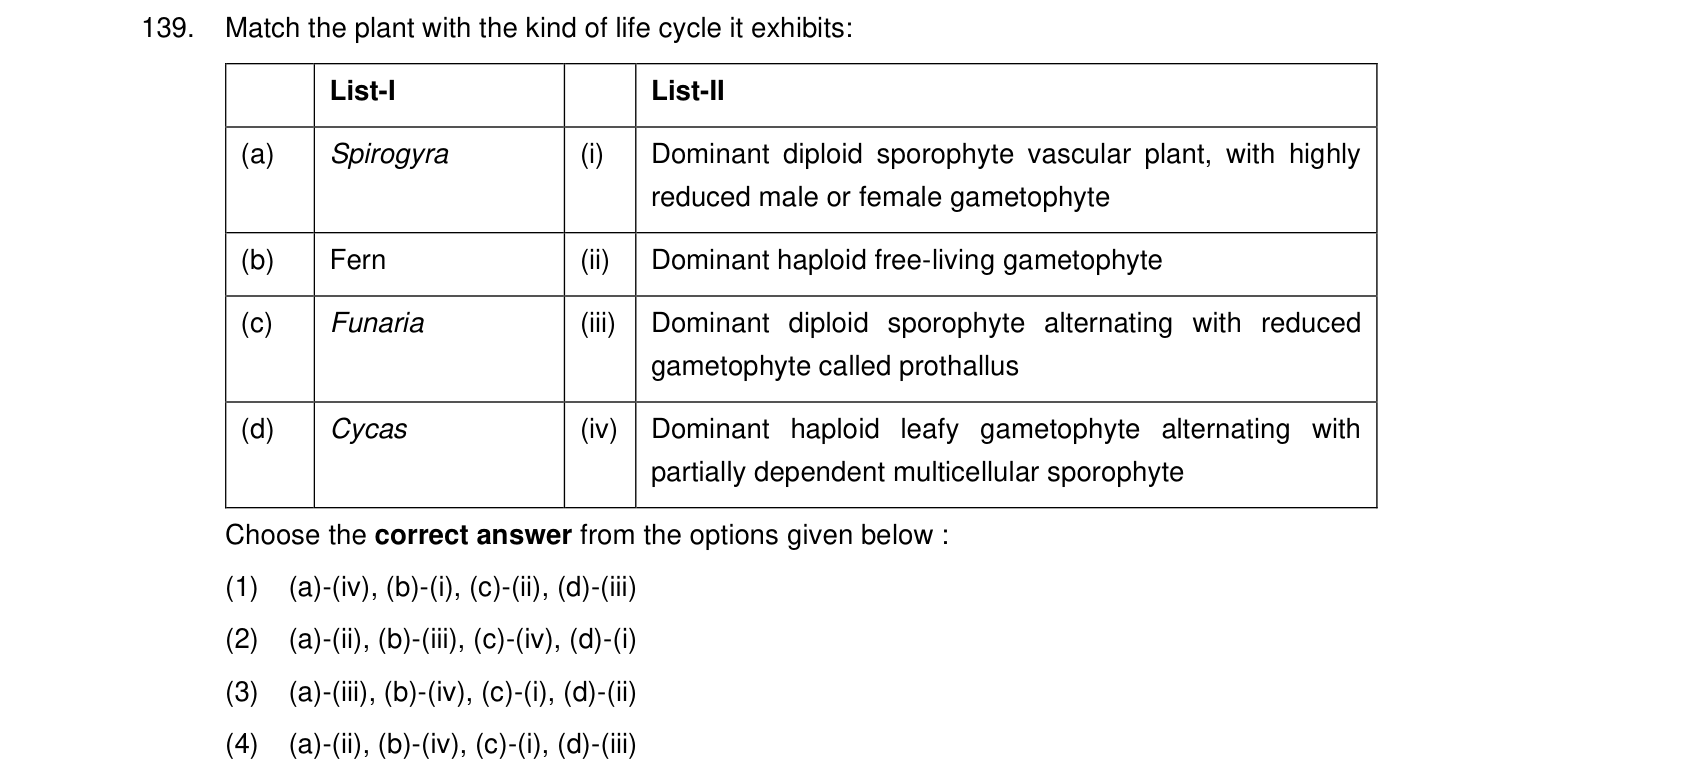 139. Match the plant with the kind of life cycle it exhibits:
List-I List-II
(a) Spirogyra (i) Dominant diploid sporophyte vascular plant, with highly
reduced male or female gametophyte
(b) Fern (ii) Dominant haploid free-living gametophyte
(c) Funaria (iii) Dominant diploid sporophyte alternating with reduced
gametophyte called prothallus
(d) Cycas (iv) Dominant haploid leafy gametophyte alternating with
partially dependent multicellular sporophyte
Choose the correct answer from the options given below :
(1) (a)-(iv), (b)-(i), (c)-(ii), (d)-(iii)
(2) (a)-(ii), (b)-(iii), (c)-(iv), (d)-(i)
(3) (a)-(iii), (b)-(iv), (c)-(i), (d)-(ii)
(4) (a)-(ii), (b)-(iv), (c)-(i), (d)-(iii)